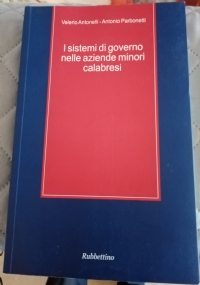 Valerio Antonelli - Antonio Parbonetti
I sistemi di governo
nelle aziende minori
calabresi
Rubbettino